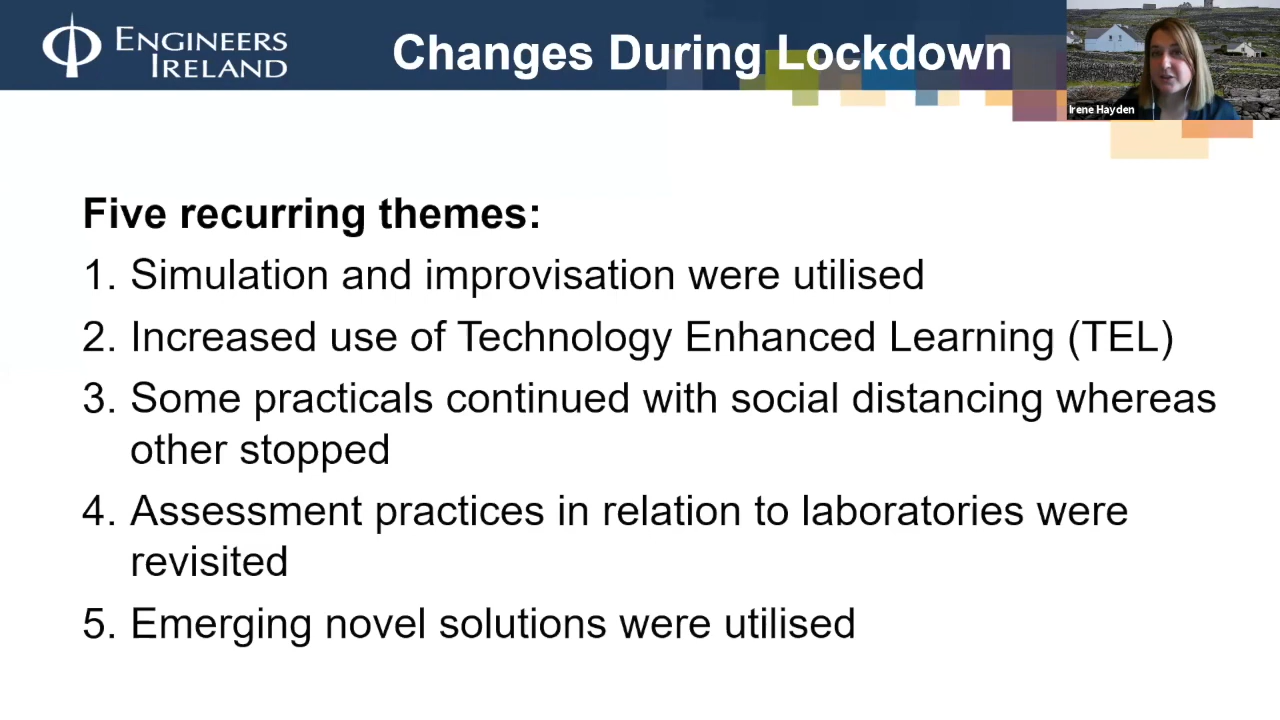 ENGINEERS
IRELAND
Changes During Lockdown
Irene Hayden
Five recurring themes:
1. Simulation and improvisation were utilised
2. Increased use of Technology Enhanced Learning (TEL)
3. Some practicals continued with social distancing whereas
other stopped
4. Assessment practices in relation to laboratories were
revisited
5. Emerging novel solutions were utilised